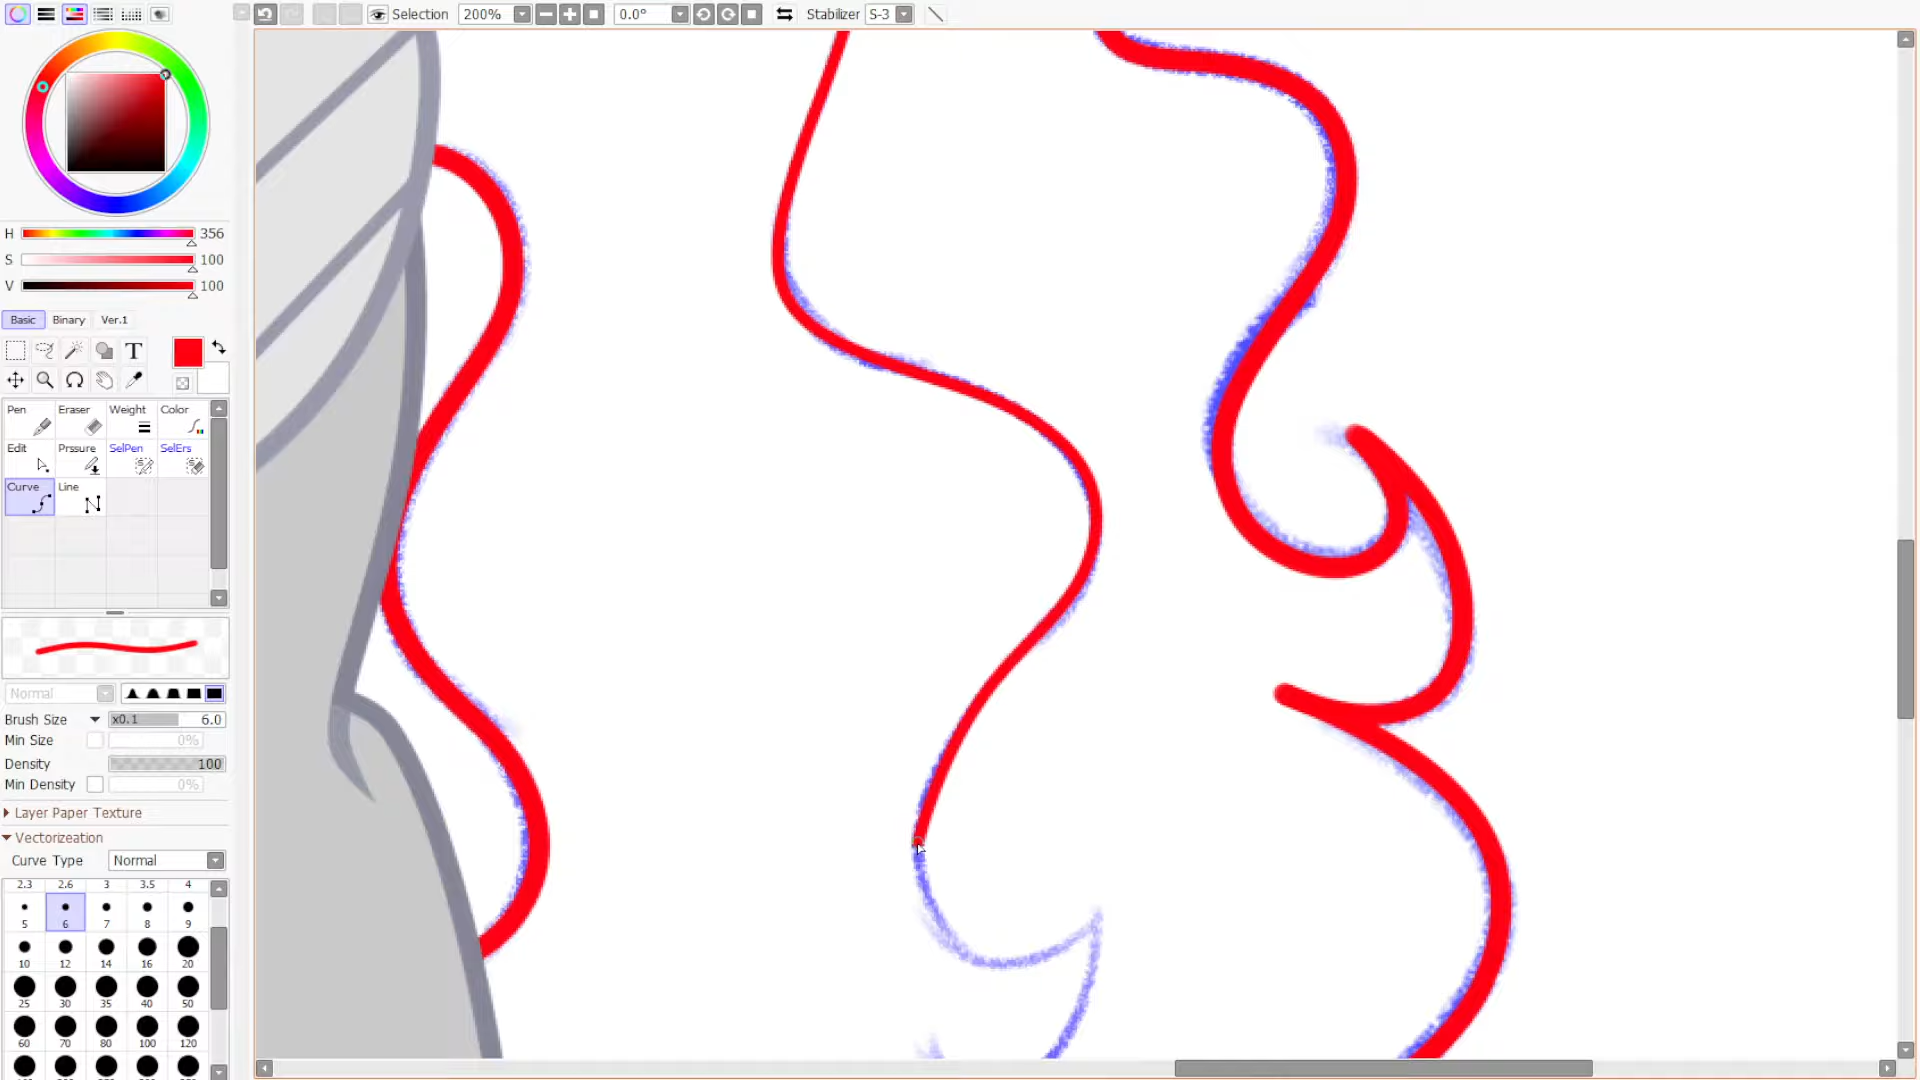 Selection 200% 0.0° Stabilizer S-3
H 356
S 100
V 100
Basic Binary Ver.1
T
Pen Eraser Weight Color
Edit Prssure SelPen SelErs
Curve Line
Normal
Brush Size x0.1 6.0
Min Size 0%
Density 100
Min Density 0%
Layer Paper Texture
Vectorizeation
Curve Type Normal
2.3 2.6 3 3.5 4
5 6 7 8 9
10 12 14 16 20
25 30 35 40 50
60 70 80 100 120